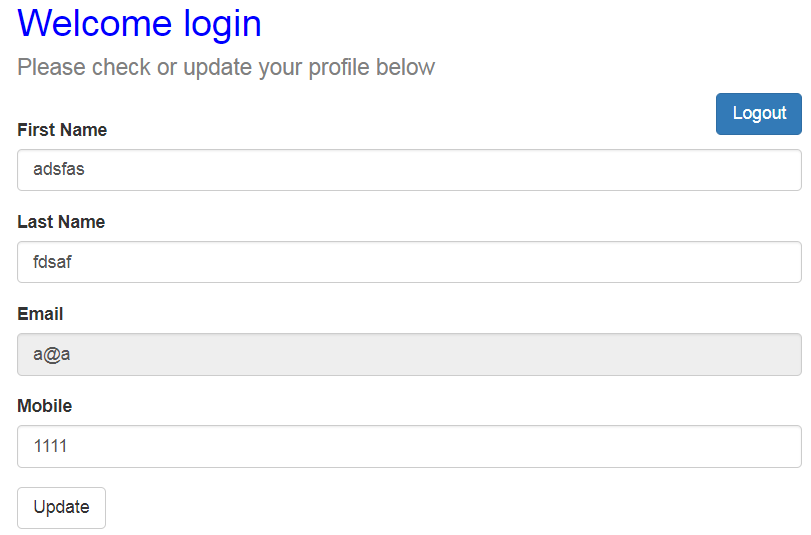 Welcome login
Please check or update your profile below
Logout
First Name
adsfas
Last Name
fdsaf
Email
a@a
Mobile
1111
Update